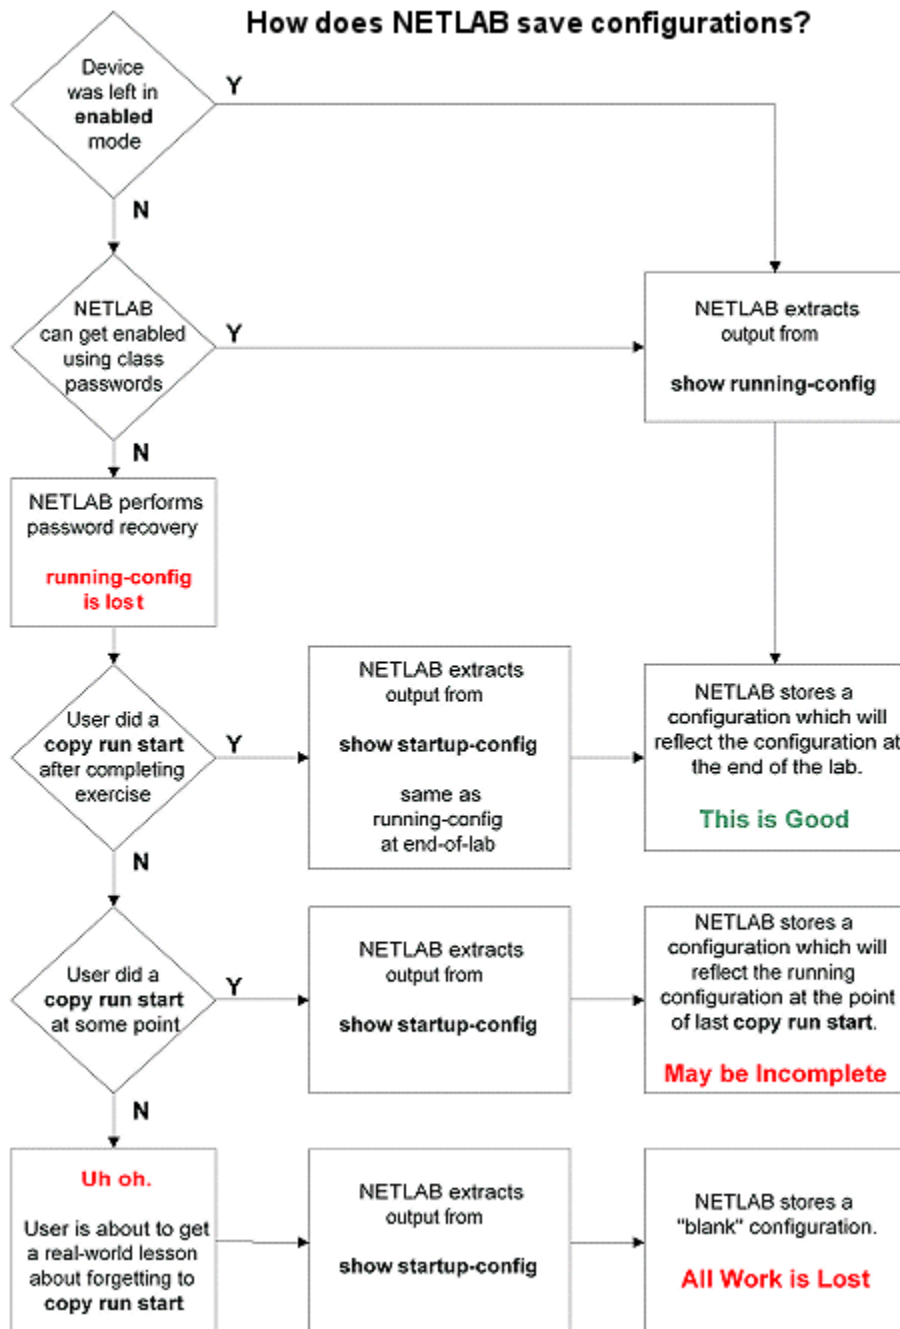 How does NETLAB save configurations?
Device
was left in
enabled
mode
Y
N
NETLAB
can get enabled
using class
passwords
Y
NETLAB extracts
output from
show running-config
N
NETLAB performs
password recovery
running-config
is lost
User did a
copy run start
after completing
exercise
Y
NETLAB extracts
output from
show startup-config
same as
running-config
at end-of-lab
NETLAB stores a
configuration which will
reflect the configuration at
the end of the lab.
This is Good
N
User did a
copy run start
at some point
Y
NETLAB extracts
output from
show startup-config
NETLAB stores a
configuration which will
reflect the running
configuration at the point
of last copy run start.
May be Incomplete
N
Uh oh.
User is about to get
a real-world lesson
about forgetting to
copy run start
NETLAB extracts
output from
show startup-config
NETLAB stores a
"blank" configuration.
All Work is Lost